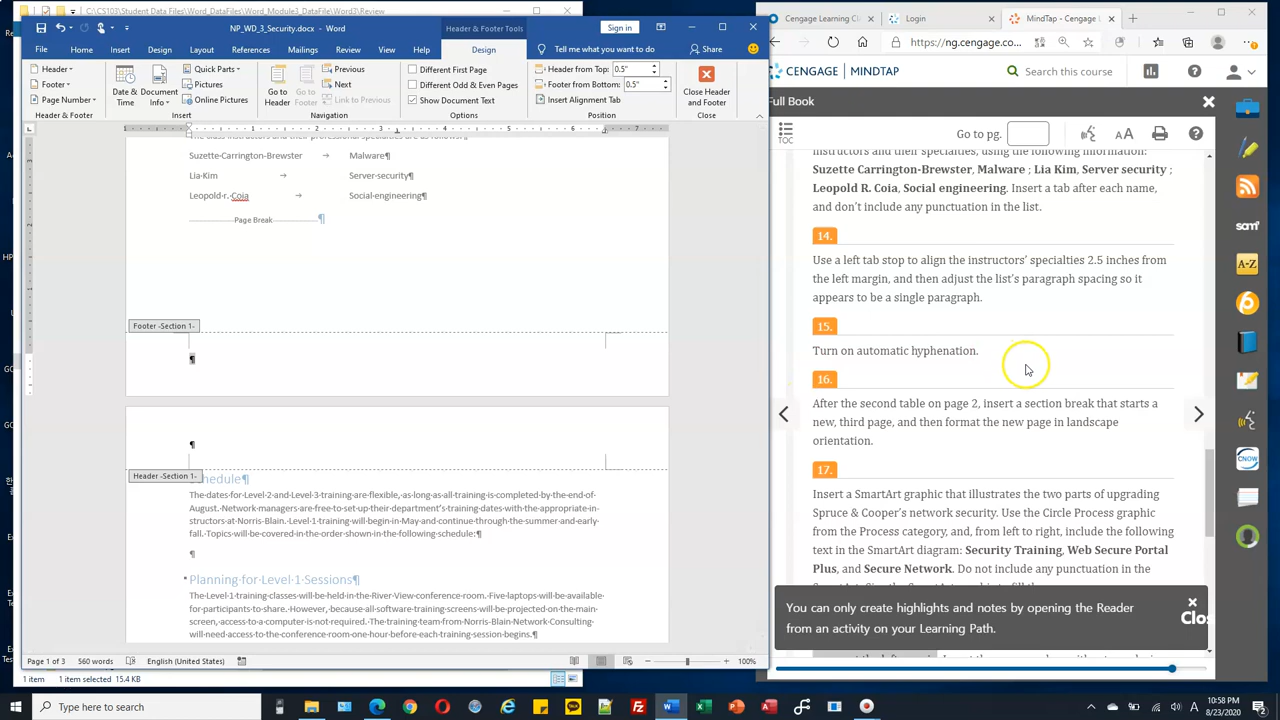 C:\CS103\Student Data Files\Word_DataFiles\Word3_DataFile\Word3\Review
NP_WD_3_Security.docx - Word
Header & Footer Tools
Sign in
File Home Insert Design Layout References Mailings Review View Help Design Tell me what you want to do Share
Header
Footer
Page Number
Header & Footer
Date & Time
Document Info
Quick Parts
Pictures
Online Pictures
Insert
Go to Header
Go to Footer
Previous
Next
Link to Previous
Navigation
Different First Page
Different Odd & Even Pages
Show Document Text
Options
Header from Top: 0.5"
Footer from Bottom: 0.5"
Insert Alignment Tab
Position
Close Header and Footer
Close
Suzette·Carrington-Brewster → Malware¶
Lia·Kim → Server·security¶
Leopold·r.·Coia → Social·engineering¶
Page Break ¶
Footer -Section 1-
¶
¶
Header -Section 1-
chedule¶
The·dates·for·Level·2·and·Level·3·training·are·flexible,·as·long·as·all·training·is·completed·by·the·end·of·
August.·Network·managers·are·free·to·set·up·their·department's·training·dates·with·the·appropriate·in-
structors·at·Norris-Blain.·Level·1·training·will·begin·in·May·and·continue·through·the·summer·and·early·
fall.·Topics·will·be·covered·in·the·order·shown·in·the·following·schedule:¶
¶
Planning·for·Level·1·Sessions¶
The·Level·1·training·classes·will·be·held·in·the·River·View·conference·room.·Five·laptops·will·be·available·
for·participants·to·share.·However,·because·all·software·training·screens·will·be·projected·on·the·main·
screen,·access·to·a·computer·is·not·required.·The·training·team·from·Norris-Blain·Network·Consulting·
will·need·access·to·the·conference·room·one·hour·before·each·training·session·begins.¶
Page 1 of 3 560 words English (United States) 100%
1 item 1 item selected 15.4 KB
Cengage Learning Cl
Login
MindTap - Cengage L
https://ng.cengage.co...
CENGAGE MINDTAP
Search this course
Full Book
TOC
Go to pg.
AA
instructors and their specialties, using the following information:
Suzette Carrington-Brewster, Malware ; Lia Kim, Server security ;
Leopold R. Coia, Social engineering. Insert a tab after each name,
and don't include any punctuation in the list.
14.
Use a left tab stop to align the instructors' specialties 2.5 inches from
the left margin, and then adjust the list's paragraph spacing so it
appears to be a single paragraph.
15.
Turn on automatic hyphenation.
16.
After the second table on page 2, insert a section break that starts a
new, third page, and then format the new page in landscape
orientation.
17.
Insert a SmartArt graphic that illustrates the two parts of upgrading
Spruce & Cooper's network security. Use the Circle Process graphic
from the Process category, and, from left to right, include the following
text in the SmartArt diagram: Security Training, Web Secure Portal
Plus, and Secure Network. Do not include any punctuation in the
You can only create highlights and notes by opening the Reader
from an activity on your Learning Path.
Clos
sam
A-Z
CNOW
Type here to search
10:58 PM
8/23/2020